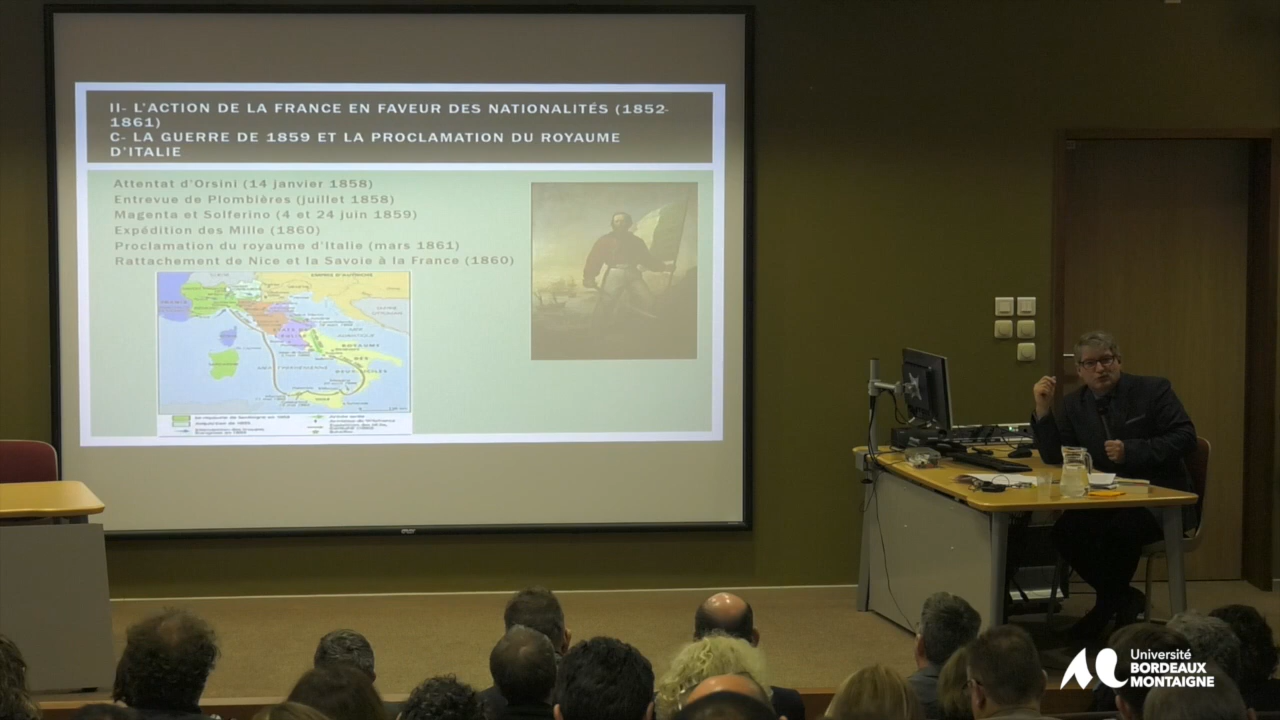 II- L'ACTION DE LA FRANCE EN FAVEUR DES NATIONALITÉS (1852-
1861)
C- LA GUERRE DE 1859 ET LA PROCLAMATION DU ROYAUME
D'ITALIE
Attentat d'Orsini (14 janvier 1858)
Entrevue de Plombières (juillet 1858)
Magenta et Solferino (4 et 24 juin 1859)
Expédition des Mille (1860)
Proclamation du royaume d'Italie (mars 1861)
Rattachement de Nice et la Savoie à la France (1860)
Université
BORDEAUX
MONTAIGNE